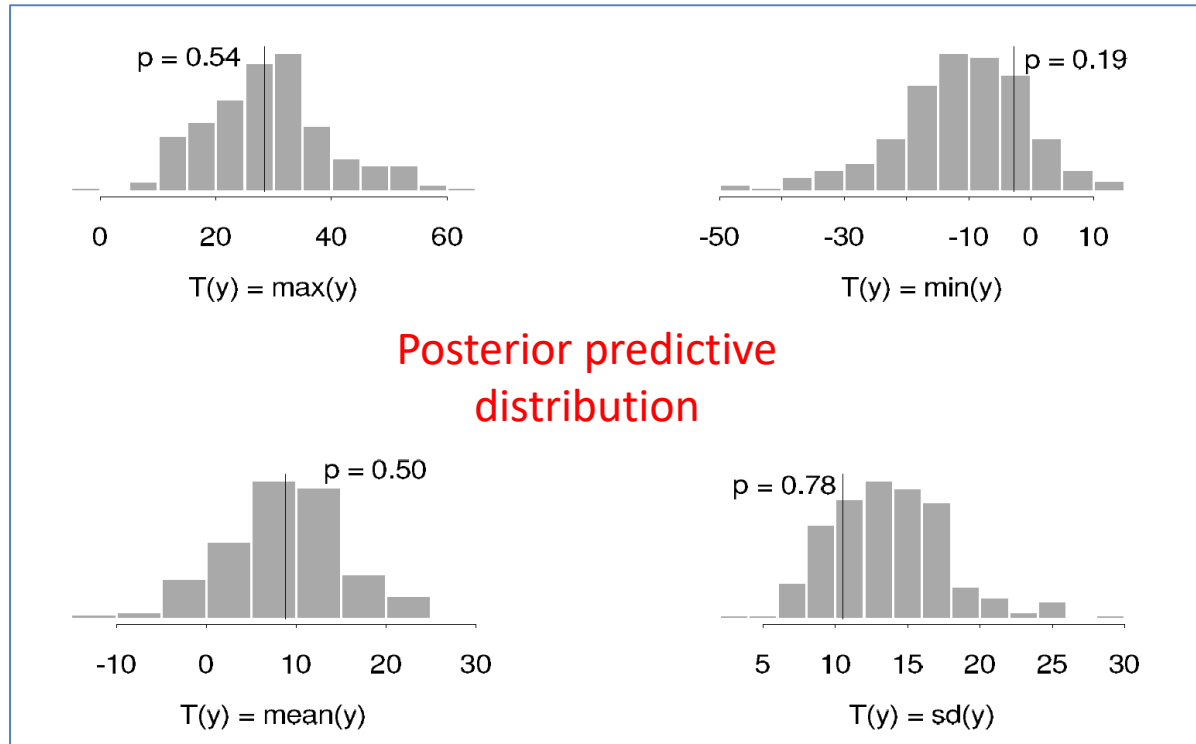 p = 0.54
0 20 40 60
T(y) = max(y)
p = 0.19
-50 -30 -10 0 10
T(y) = min(y)
Posterior predictive
distribution
p = 0.50
-10 0 10 20 30
T(y) = mean(y)
p = 0.78
5 10 15 20 25 30
T(y) = sd(y)